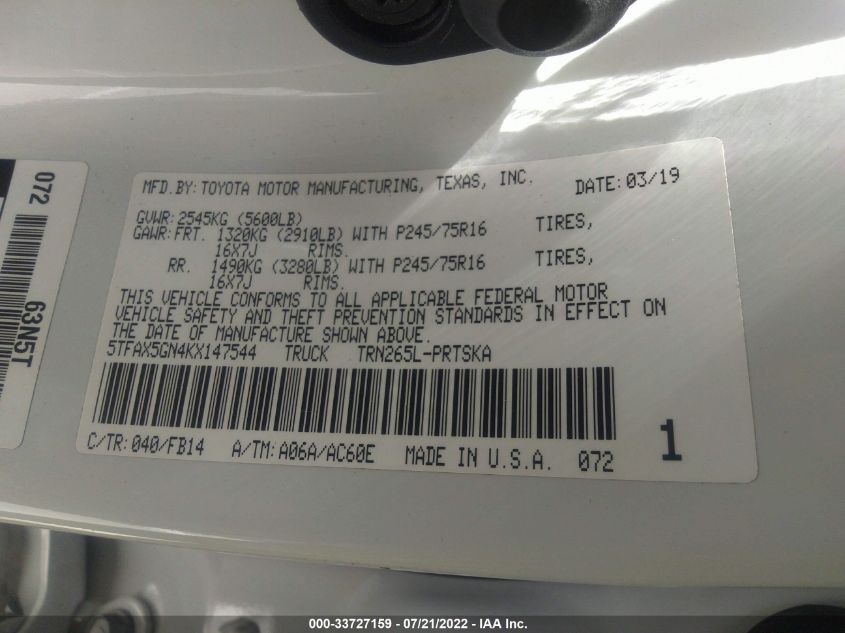 MFD.BY:TOYOTA MOTOR MANUFACTURING, TEXAS, INC. DATE:03/19
GVWR:2545KG (5600LB)
GAWR:FRT. 1320KG (2910LB) WITH P245/75R16 TIRES,
16X7J RIMS.
RR. 1490KG (3280LB) WITH P245/75R16 TIRES,
16X7J RIMS.
THIS VEHICLE CONFORMS TO ALL APPLICABLE FEDERAL MOTOR
VEHICLE SAFETY AND THEFT PREVENTION STANDARDS IN EFFECT ON
THE DATE OF MANUFACTURE SHOWN ABOVE.
5TFAX5GN4KX147544 TRUCK TRN265L-PRTSKA
C/TR:040/FB14 A/TM:A06A/AC60E MADE IN U.S.A. 072 1
072
63N5T
000-33727159 - 07/21/2022 - IAA Inc.